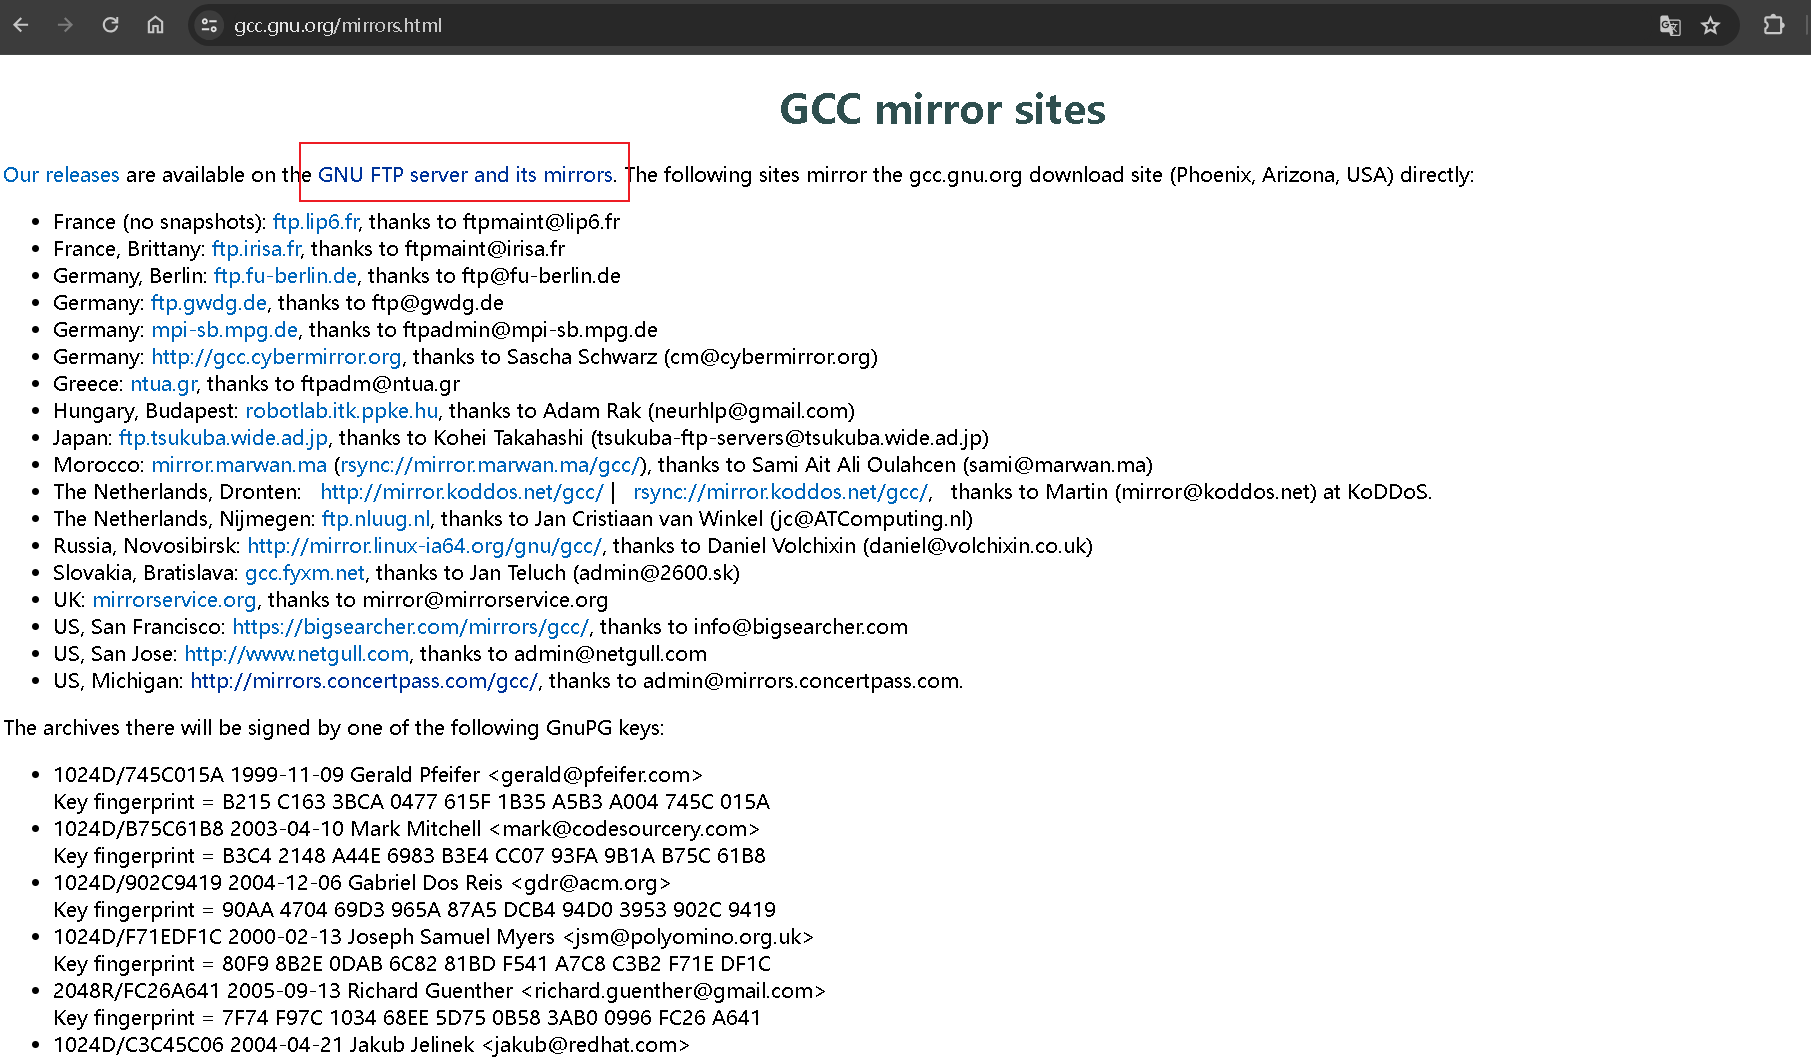 gcc.gnu.org/mirrors.html
GCC mirror sites
Our releases are available on the GNU FTP server and its mirrors. The following sites mirror the gcc.gnu.org download site (Phoenix, Arizona, USA) directly:
• France (no snapshots): ftp.lip6.fr, thanks to ftpmaint@lip6.fr
• France, Brittany: ftp.irisa.fr, thanks to ftpmaint@irisa.fr
• Germany, Berlin: ftp.fu-berlin.de, thanks to ftp@fu-berlin.de
• Germany: ftp.gwdg.de, thanks to ftp@gwdg.de
• Germany: mpi-sb.mpg.de, thanks to ftpadmin@mpi-sb.mpg.de
• Germany: http://gcc.cybermirror.org, thanks to Sascha Schwarz (cm@cybermirror.org)
• Greece: ntua.gr, thanks to ftpadm@ntua.gr
• Hungary, Budapest: robotlab.itk.ppke.hu, thanks to Adam Rak (neurhlp@gmail.com)
• Japan: ftp.tsukuba.wide.ad.jp, thanks to Kohei Takahashi (tsukuba-ftp-servers@tsukuba.wide.ad.jp)
• Morocco: mirror.marwan.ma (rsync://mirror.marwan.ma/gcc/), thanks to Sami Ait Ali Oulahcen (sami@marwan.ma)
• The Netherlands, Dronten: http://mirror.koddos.net/gcc/ | rsync://mirror.koddos.net/gcc/, thanks to Martin (mirror@koddos.net) at KoDDoS.
• The Netherlands, Nijmegen: ftp.nluug.nl, thanks to Jan Cristiaan van Winkel (jc@ATComputing.nl)
• Russia, Novosibirsk: http://mirror.linux-ia64.org/gnu/gcc/, thanks to Daniel Volchixin (daniel@volchixin.co.uk)
• Slovakia, Bratislava: gcc.fyxm.net, thanks to Jan Teluch (admin@2600.sk)
• UK: mirrorservice.org, thanks to mirror@mirrorservice.org
• US, San Francisco: https://bigsearcher.com/mirrors/gcc/, thanks to info@bigsearcher.com
• US, San Jose: http://www.netgull.com, thanks to admin@netgull.com
• US, Michigan: http://mirrors.concertpass.com/gcc/, thanks to admin@mirrors.concertpass.com.
The archives there will be signed by one of the following GnuPG keys:
• 1024D/745C015A 1999-11-09 Gerald Pfeifer <gerald@pfeifer.com>
Key fingerprint = B215 C163 3BCA 0477 615F 1B35 A5B3 A004 745C 015A
• 1024D/B75C61B8 2003-04-10 Mark Mitchell <mark@codesourcery.com>
Key fingerprint = B3C4 2148 A44E 6983 B3E4 CC07 93FA 9B1A B75C 61B8
• 1024D/902C9419 2004-12-06 Gabriel Dos Reis <gdr@acm.org>
Key fingerprint = 90AA 4704 69D3 965A 87A5 DCB4 94D0 3953 902C 9419
• 1024D/F71EDF1C 2000-02-13 Joseph Samuel Myers <jsm@polyomino.org.uk>
Key fingerprint = 80F9 8B2E 0DAB 6C82 81BD F541 A7C8 C3B2 F71E DF1C
• 2048R/FC26A641 2005-09-13 Richard Guenther <richard.guenther@gmail.com>
Key fingerprint = 7F74 F97C 1034 68EE 5D75 0B58 3AB0 0996 FC26 A641
• 1024D/C3C45C06 2004-04-21 Jakub Jelinek <jakub@redhat.com>